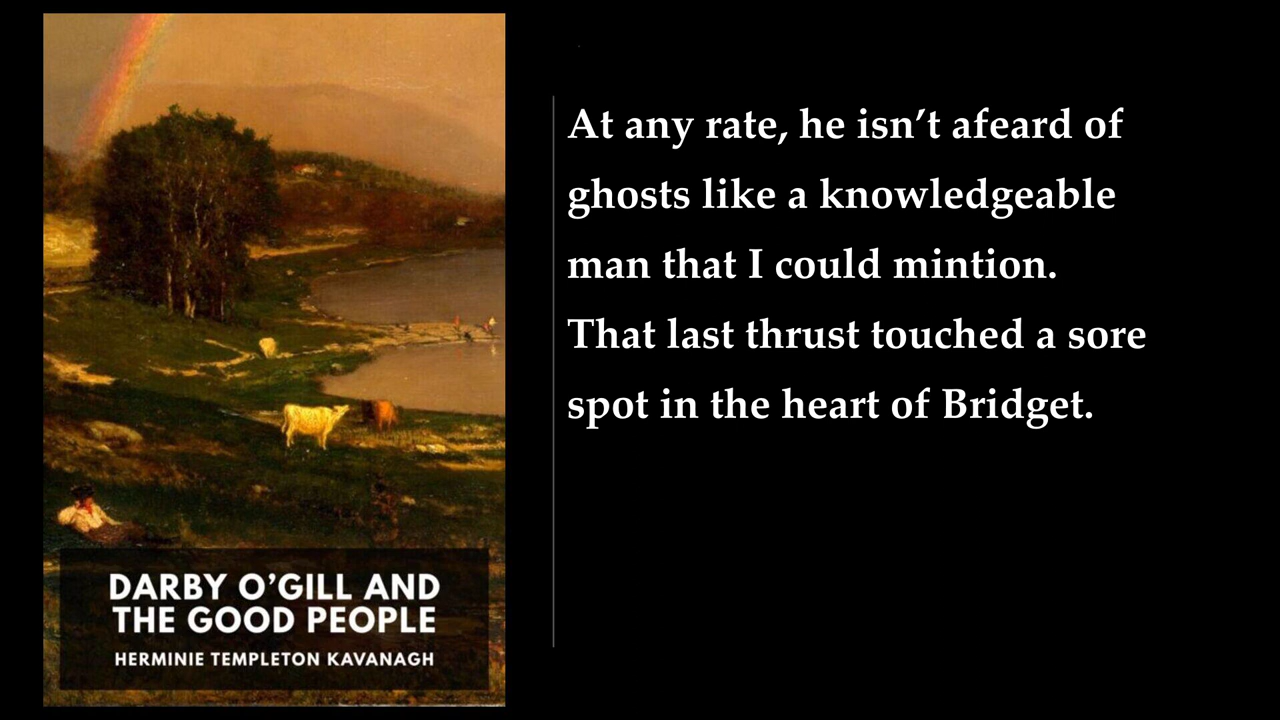 At any rate, he isn’t afeard of
ghosts like a knowledgeable
man that I could mintion.
That last thrust touched a sore
spot in the heart of Bridget.
DARBY O’GILL AND
THE GOOD PEOPLE
HERMINIE TEMPLETON KAVANAGH